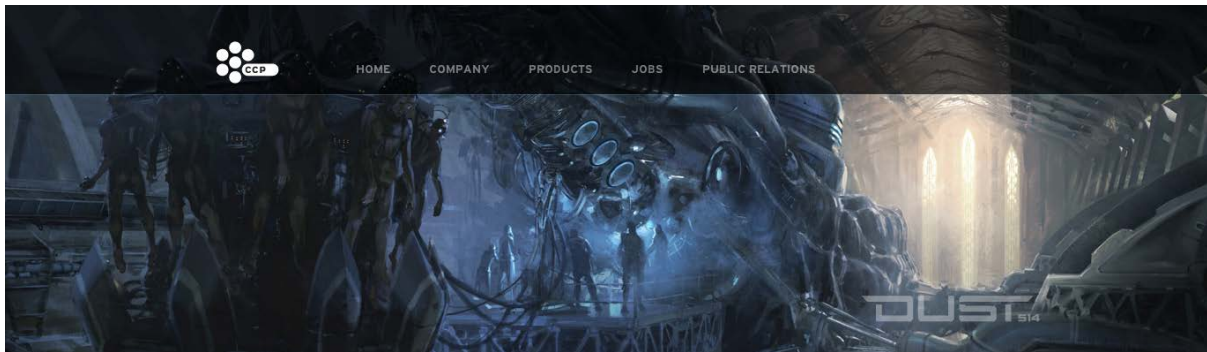 CCP HOME COMPANY PRODUCTS JOBS PUBLIC RELATIONS
DUST 514